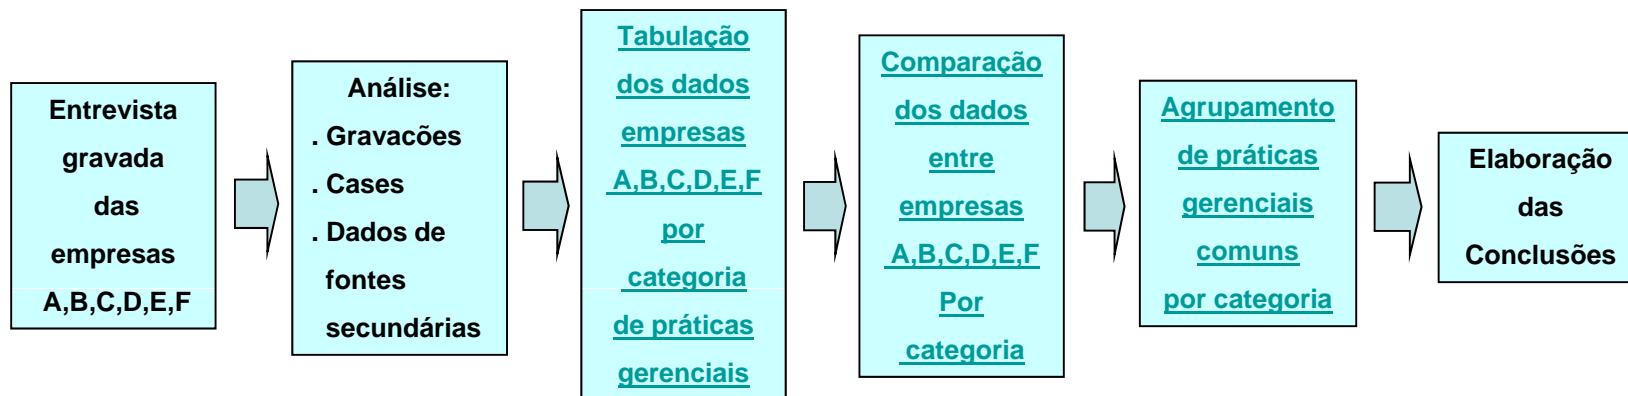 Entrevista
gravada
das
empresas
A,B,C,D,E,F
Análise:
. Gravacões
. Cases
. Dados de
fontes
secundárias
Tabulação
dos dados
empresas
A,B,C,D,E,F
por
categoria
de práticas
gerenciais
Comparação
dos dados
entre
empresas
A,B,C,D,E,F
Por
categoria
Agrupamento
de práticas
gerenciais
comuns
por categoria
Elaboração
das
Conclusões